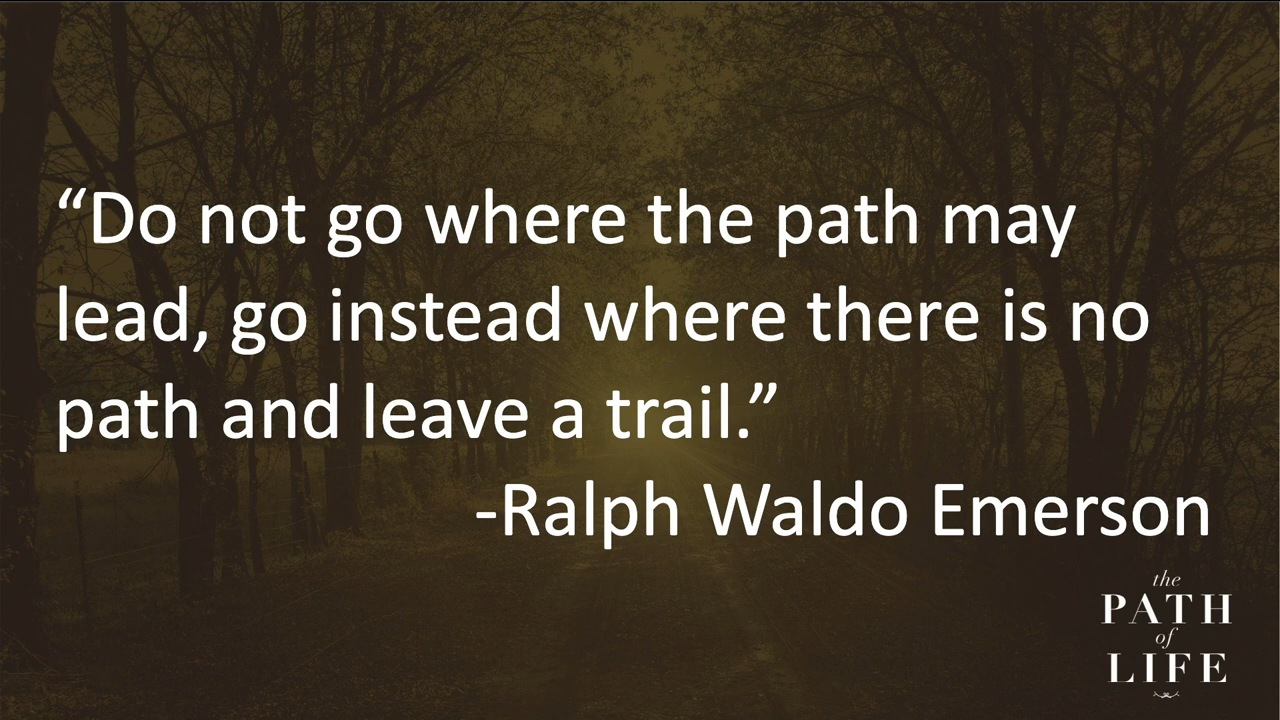 “Do not go where the path may
lead, go instead where there is no
path and leave a trail.”
-Ralph Waldo Emerson
the
PATH
of
LIFE